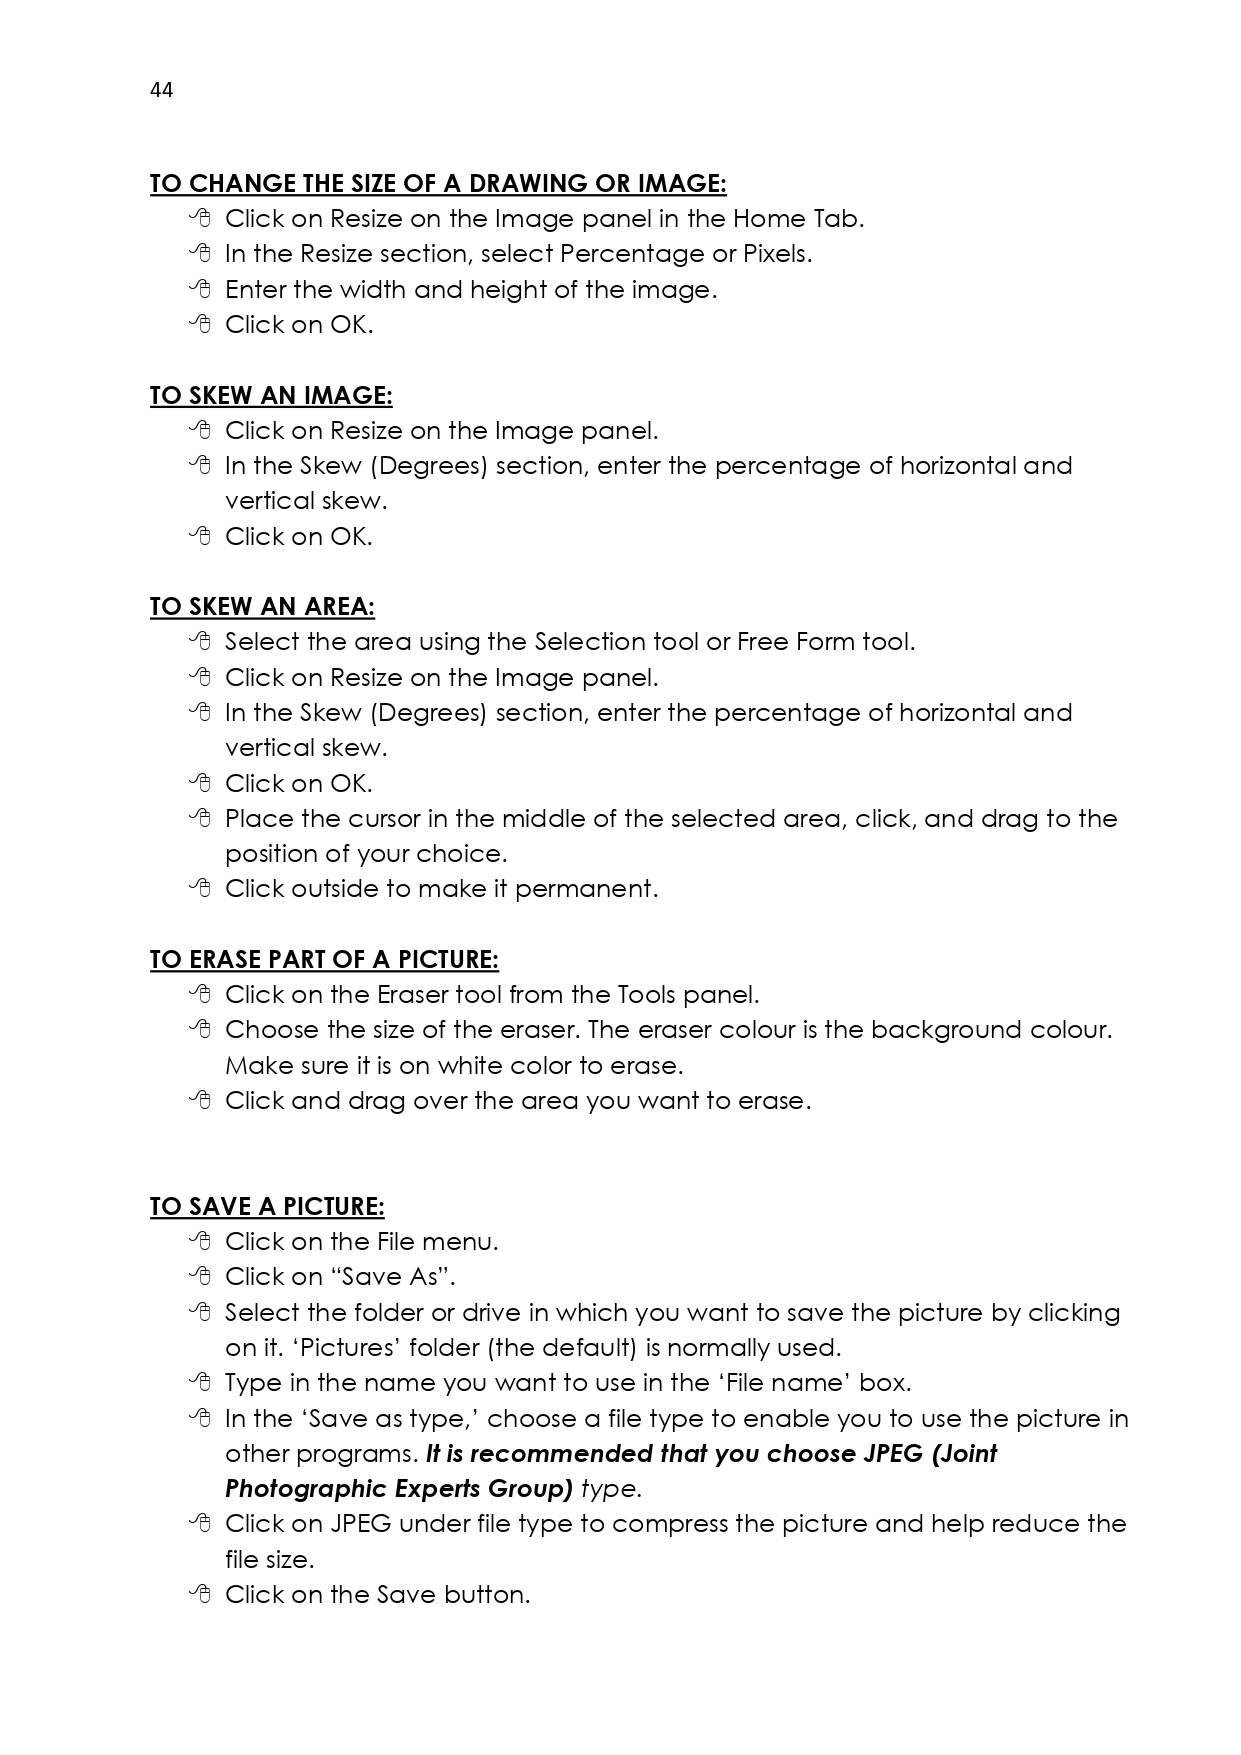 44
TO CHANGE THE SIZE OF A DRAWING OR IMAGE:
Click on Resize on the Image panel in the Home Tab.
In the Resize section, select Percentage or Pixels.
Enter the width and height of the image.
Click on OK.
TO SKEW AN IMAGE:
Click on Resize on the Image panel.
In the Skew (Degrees) section, enter the percentage of horizontal and
vertical skew.
Click on OK.
TO SKEW AN AREA:
Select the area using the Selection tool or Free Form tool.
Click on Resize on the Image panel.
In the Skew (Degrees) section, enter the percentage of horizontal and
vertical skew.
Click on OK.
Place the cursor in the middle of the selected area, click, and drag to the
position of your choice.
Click outside to make it permanent.
TO ERASE PART OF A PICTURE:
Click on the Eraser tool from the Tools panel.
Choose the size of the eraser. The eraser colour is the background colour.
Make sure it is on white color to erase.
Click and drag over the area you want to erase.
TO SAVE A PICTURE:
Click on the File menu.
Click on “Save As”.
Select the folder or drive in which you want to save the picture by clicking
on it. ‘Pictures’ folder (the default) is normally used.
Type in the name you want to use in the ‘File name’ box.
In the ‘Save as type,’ choose a file type to enable you to use the picture in
other programs. It is recommended that you choose JPEG (Joint
Photographic Experts Group) type.
Click on JPEG under file type to compress the picture and help reduce the
file size.
Click on the Save button.